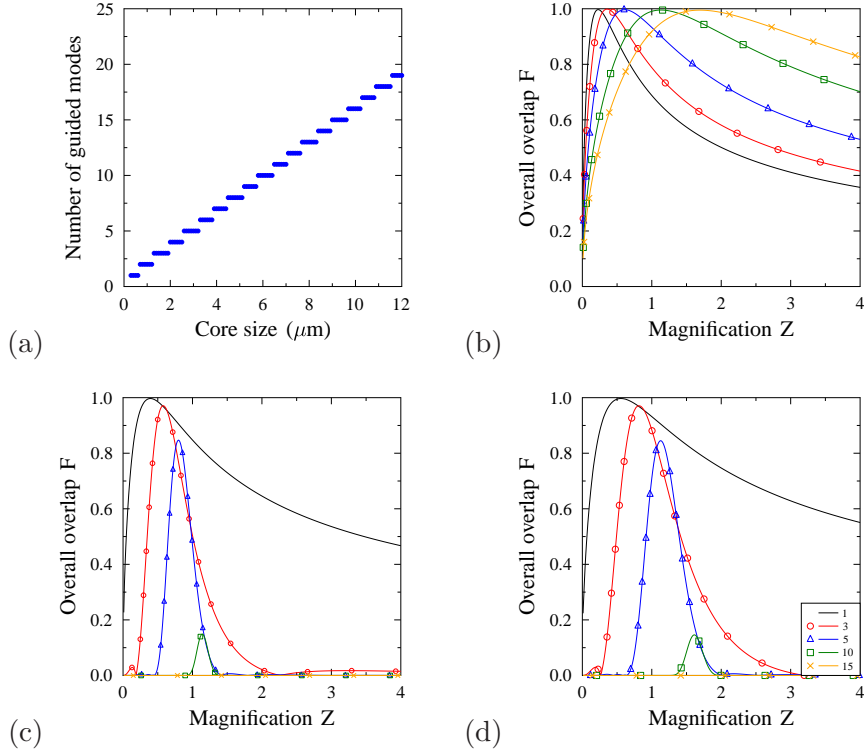 25
20
15
10
5
0
Number of guided modes
0 2 4 6 8 10 12
Core size (μm)
(a)
1.0
0.8
0.6
0.4
0.2
0.0
Overall overlap F
0 1 2 3 4
Magnification Z
(b)
1.0
0.8
0.6
0.4
0.2
0.0
Overall overlap F
0 1 2 3 4
Magnification Z
(c)
1.0
0.8
0.6
0.4
0.2
0.0
Overall overlap F
0 1 2 3 4
Magnification Z
1
3
5
10
15
(d)